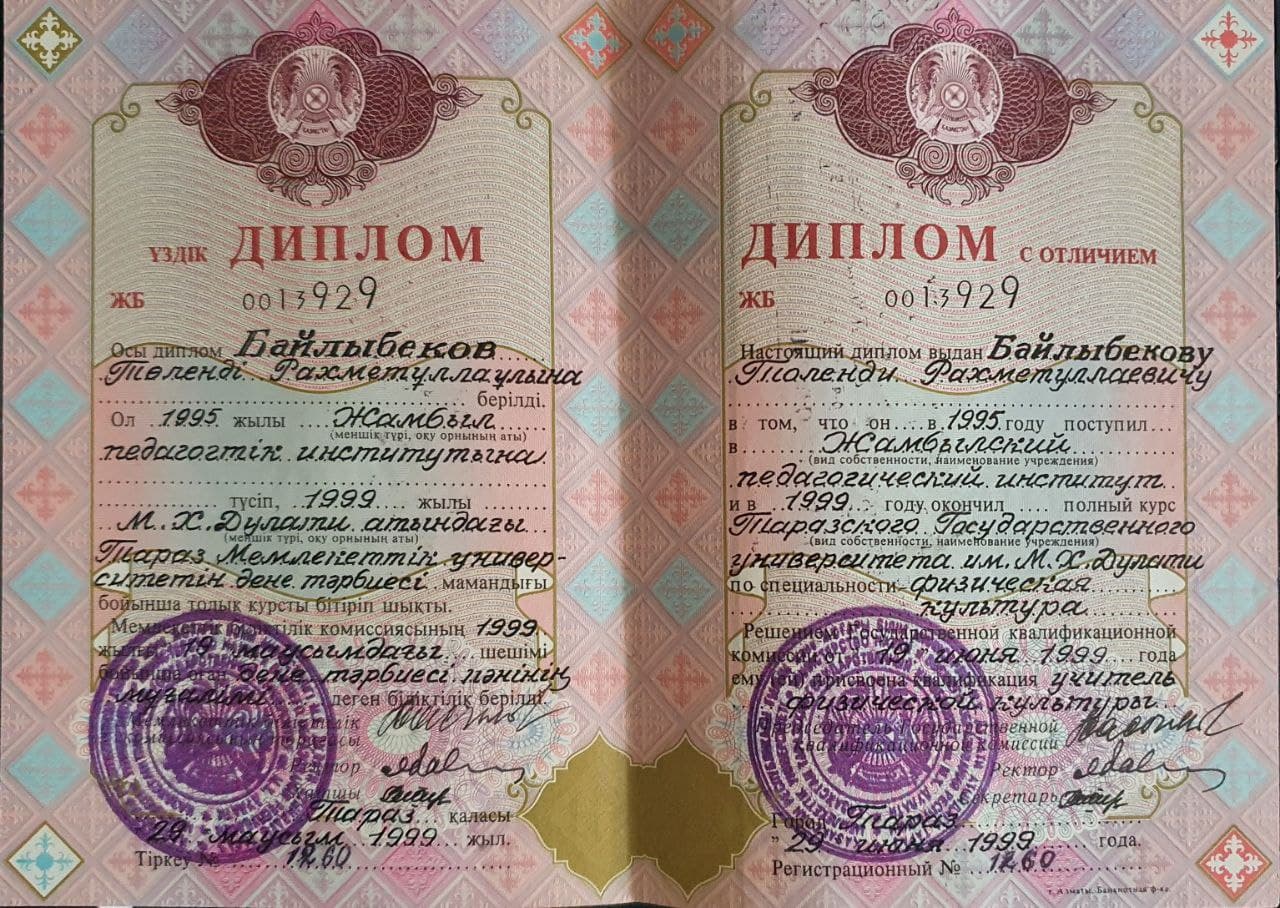 ҚАЗАҚСТАН
ҮЗДІК ДИПЛОМ
ЖБ 0013929
Осы диплом Байлыбеков
Төленді Рахметуллаұлына
берілді.
Ол 1995 жылы Жамбыл
(меншік түрі, оқу орнының аты)
педагогтік институтына
түсіп, 1999 жылы
М.Х.Дулати атындағы
(меншік түрі, оқу орнының аты)
Тараз Мемлекеттік универ-
ситетін дене тәрбиесі мамандығы
бойынша толық курсты бітіріп шықты.
Мемлекеттік біліктілік комиссиясының 1999
жылғы 19 маусымдағы шешімі
бойынша оған дене тәрбиесі пәнінің
мұғалімі деген біліктілік берілді.
Мемлекеттік біліктілік
комиссиясының төрағасы
Ректор
Хатшы
Тараз қаласы
29 маусым 1999 жыл.
Тіркеу № 1260
ҚАЗАҚСТАН
ДИПЛОМ С ОТЛИЧИЕМ
ЖБ 0013929
Настоящий диплом выдан Байлыбекову
Толенди Рахметуллаевичу
в том, что он в 1995 году поступил
в Жамбылский
(вид собственности, наименование учреждения)
педагогический институт
и в 1999 году окончил полный курс
Таразского Государственного
(вид собственности, наименование учреждения)
университета им. М.Х.Дулати
по специальности физическая
культура
Решением Государственной квалификационной
комиссии от 19 июня 1999 года
ему (ей) присвоена квалификация учитель
физической культуры
Председатель Государственной
квалификационной комиссии
Ректор
Секретарь
Город Тараз
"29 июня 1999 года.
Регистрационный № 1260
г. Алматы. Банкнотная ф-ка.